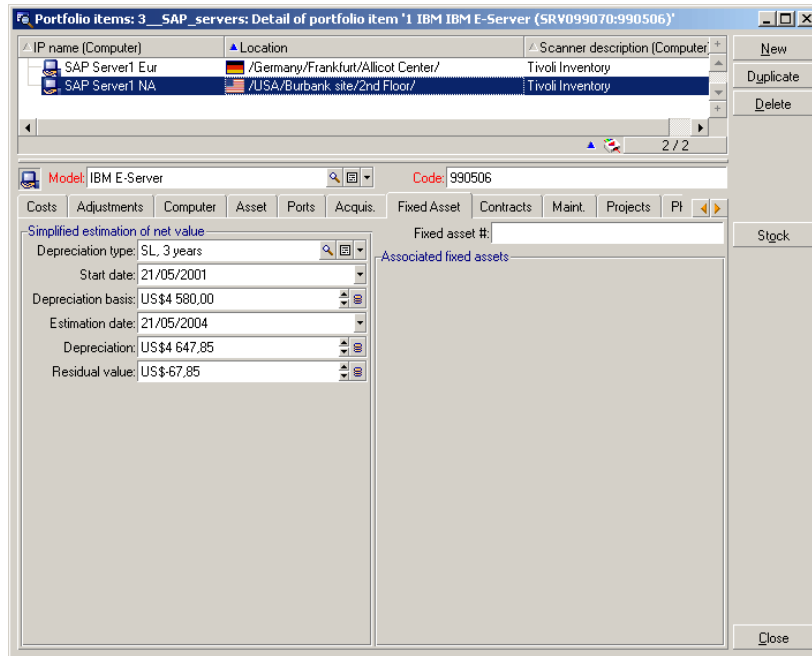 Portfolio items: 3__SAP_servers: Detail of portfolio item '1 IBM IBM E-Server (SRV099070:990506)'
IP name (Computer) Location Scanner description (Computer)
SAP Server1 Eur /Germany/Frankfurt/Allicot Center/ Tivoli Inventory
SAP Server1 NA /USA/Burbank site/2nd Floor/ Tivoli Inventory
2 / 2
New
Duplicate
Delete
Model: IBM E-Server Code: 990506
Costs Adjustments Computer Asset Ports Acquis. Fixed Asset Contracts Maint. Projects
Simplified estimation of net value
Depreciation type: SL, 3 years
Start date: 21/05/2001
Depreciation basis: US$4 580,00
Estimation date: 21/05/2004
Depreciation: US$4 647,85
Residual value: US$-67,85
Fixed asset #:
Associated fixed assets
Stock
Close